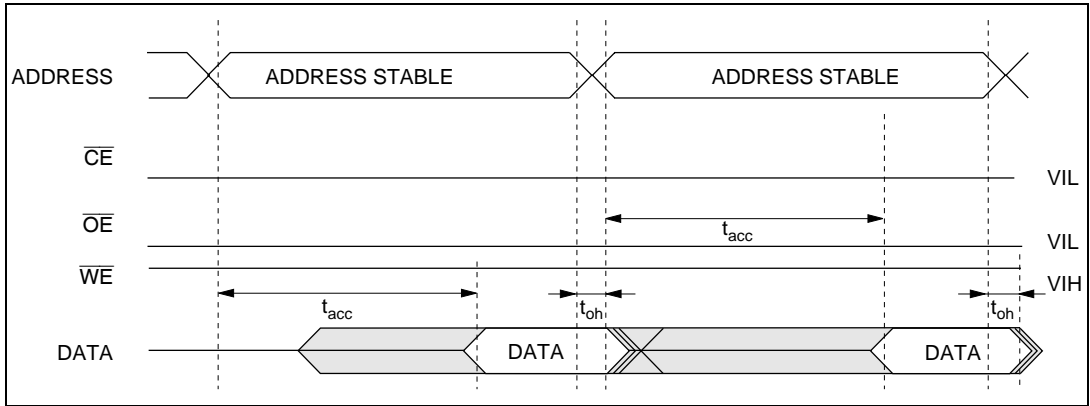 ADDRESS
ADDRESS STABLE
ADDRESS STABLE
CE
VIL
OE
tacc
VIL
WE
VIH
tacc
toh
toh
DATA
DATA
DATA